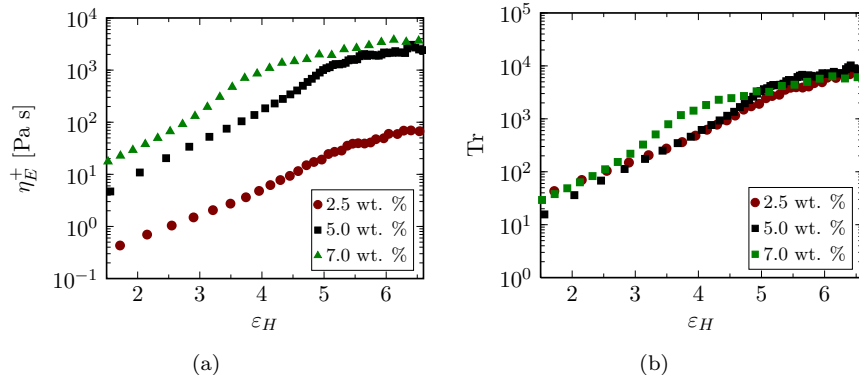 10^4
10^3
10^2
10^1
10^0
10^−1
η_E^+ [Pa s]
2.5 wt. %
5.0 wt. %
7.0 wt. %
2 3 4 5 6
ε_H
(a)
10^5
10^4
10^3
10^2
10^1
10^0
Tr
2.5 wt. %
5.0 wt. %
7.0 wt. %
2 3 4 5 6
ε_H
(b)